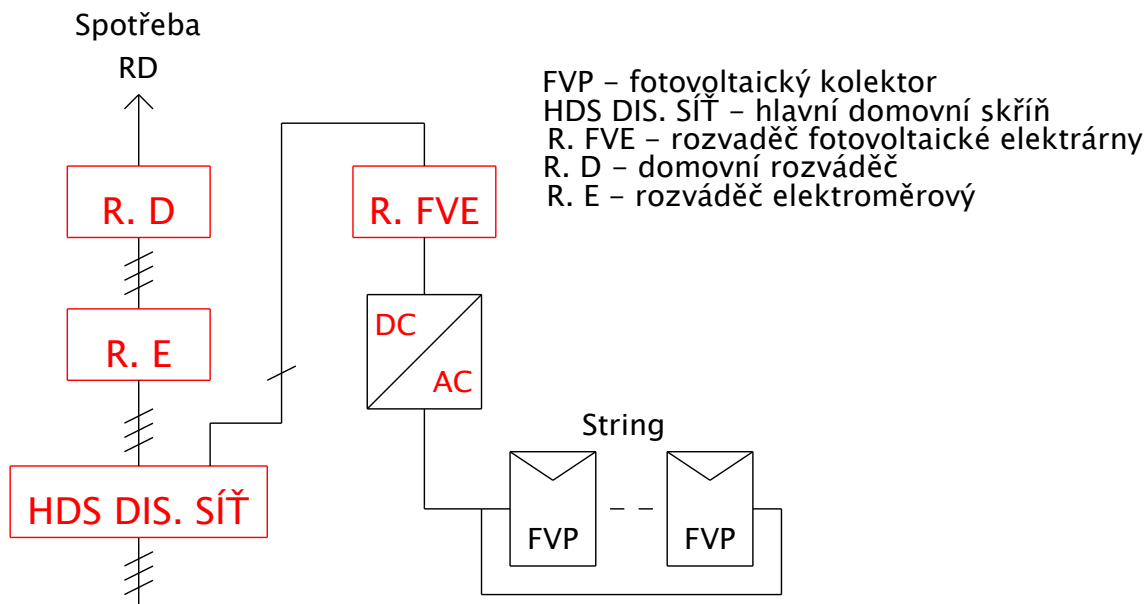 Spotřeba
RD
FVP – fotovoltaický kolektor
HDS DIS. SÍŤ – hlavní domovní skříň
R. FVE – rozvaděč fotovoltaické elektrárny
R. D – domovní rozváděč
R. E – rozváděč elektroměrový
R. D
R. FVE
R. E
DC
AC
String
HDS DIS. SÍŤ
FVP
FVP